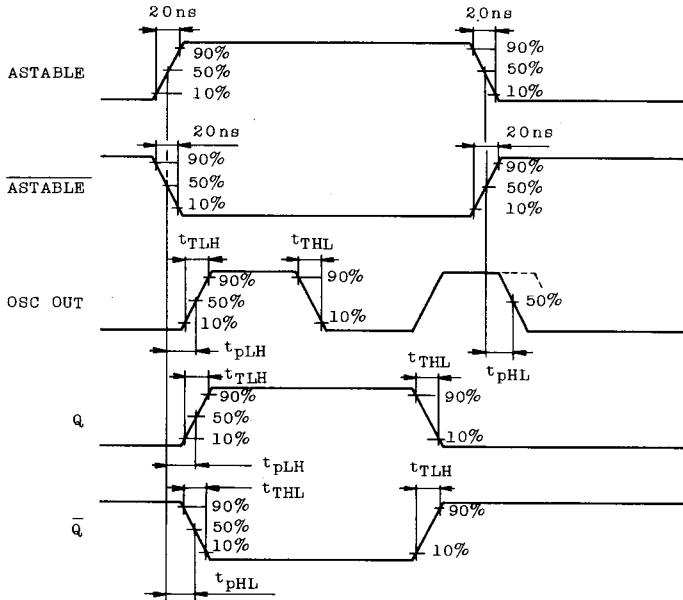 20ns 20ns
ASTABLE 90% 50% 10% 90% 50% 10%
20ns 20ns
ASTABLE 90% 50% 10% 90% 50% 10%
tTLH tTHL
OSC OUT 90% 50% 10% 90% 10% 50%
tpLH tpHL
tTLH tTHL
Q 90% 50% 10% 90% 10%
tpLH tTLH
tTHL
Q 90% 50% 10% 90% 10%
tpHL